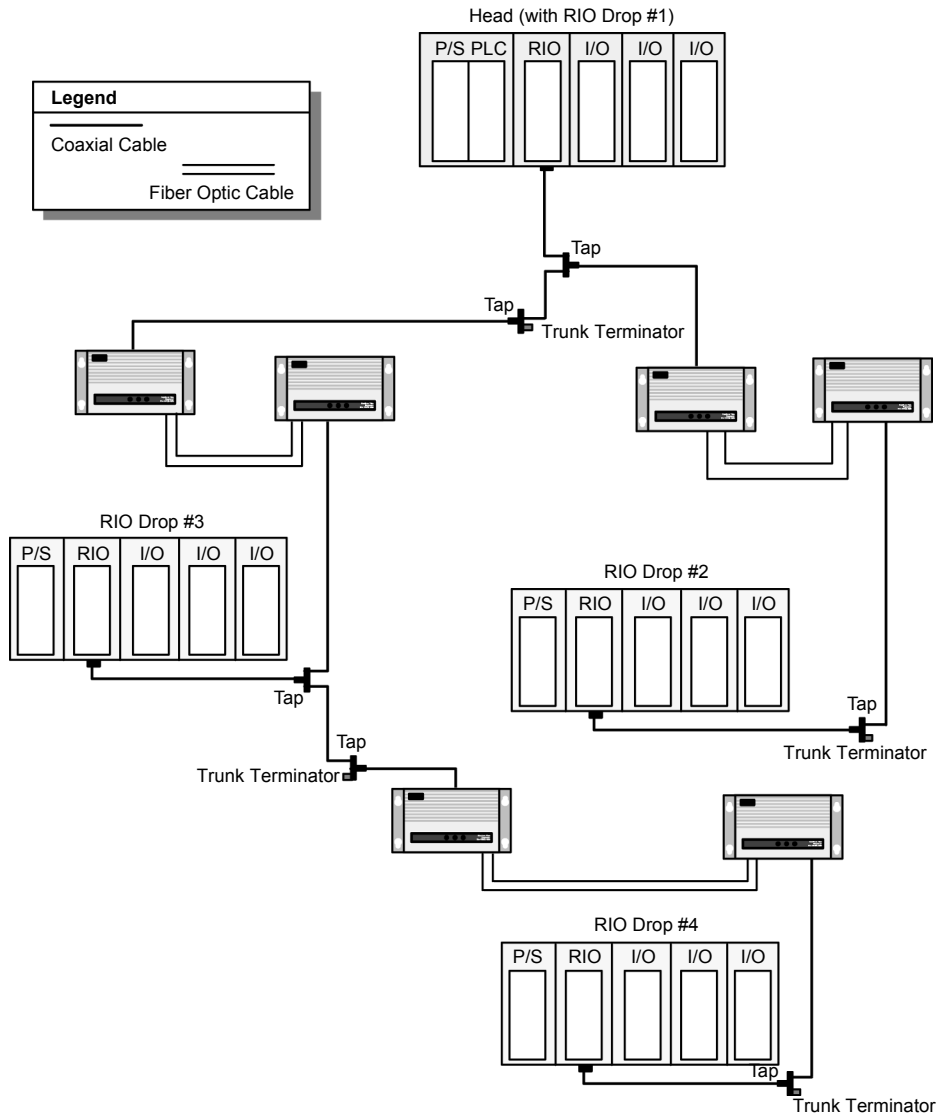 Head (with RIO Drop #1)
P/S PLC RIO I/O I/O I/O
Legend
Coaxial Cable
Fiber Optic Cable
Tap
Tap
Trunk Terminator
RIO Drop #3
P/S RIO I/O I/O I/O
RIO Drop #2
P/S RIO I/O I/O I/O
Tap
Tap
Trunk Terminator
Tap
Trunk Terminator
RIO Drop #4
P/S RIO I/O I/O I/O
Tap
Trunk Terminator